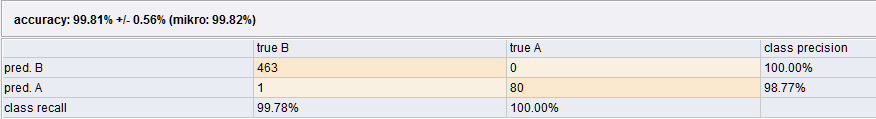 accuracy: 99.81% +/- 0.56% (mikro: 99.82%)
true B true A class precision
pred. B 463 0 100.00%
pred. A 1 80 98.77%
class recall 99.78% 100.00%